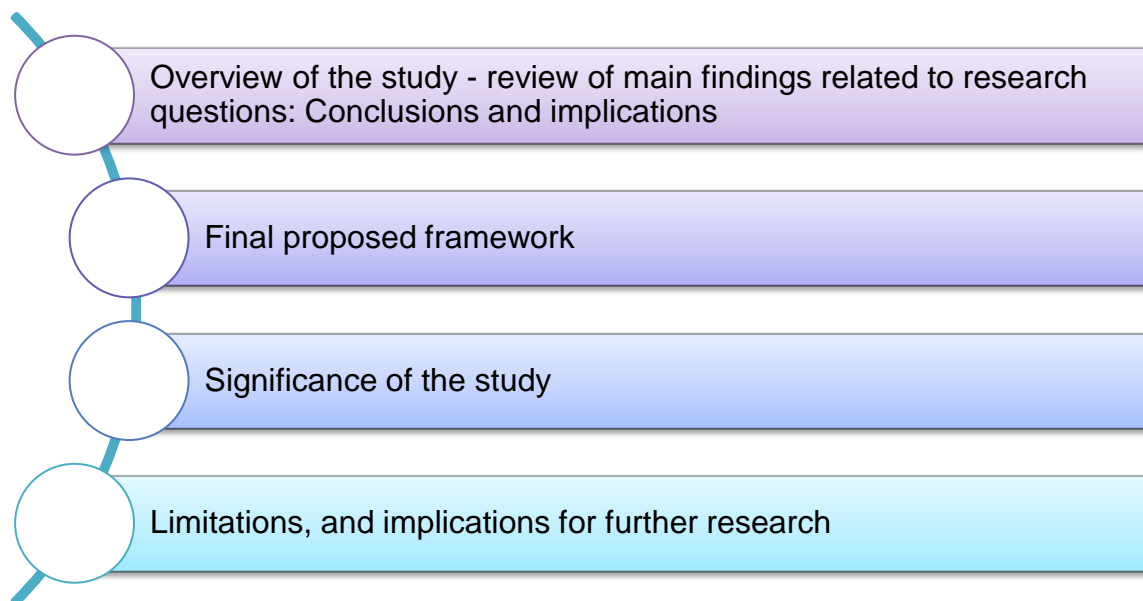 Overview of the study - review of main findings related to research
questions: Conclusions and implications
Final proposed framework
Significance of the study
Limitations, and implications for further research